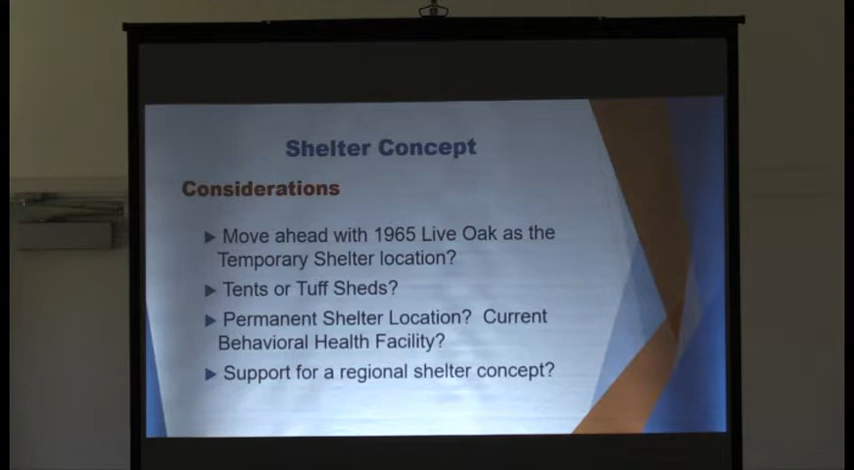 Shelter Concept
Considerations
▶ Move ahead with 1965 Live Oak as the
Temporary Shelter location?
▶ Tents or Tuff Sheds?
▶ Permanent Shelter Location? Current
Behavioral Health Facility?
▶ Support for a regional shelter concept?